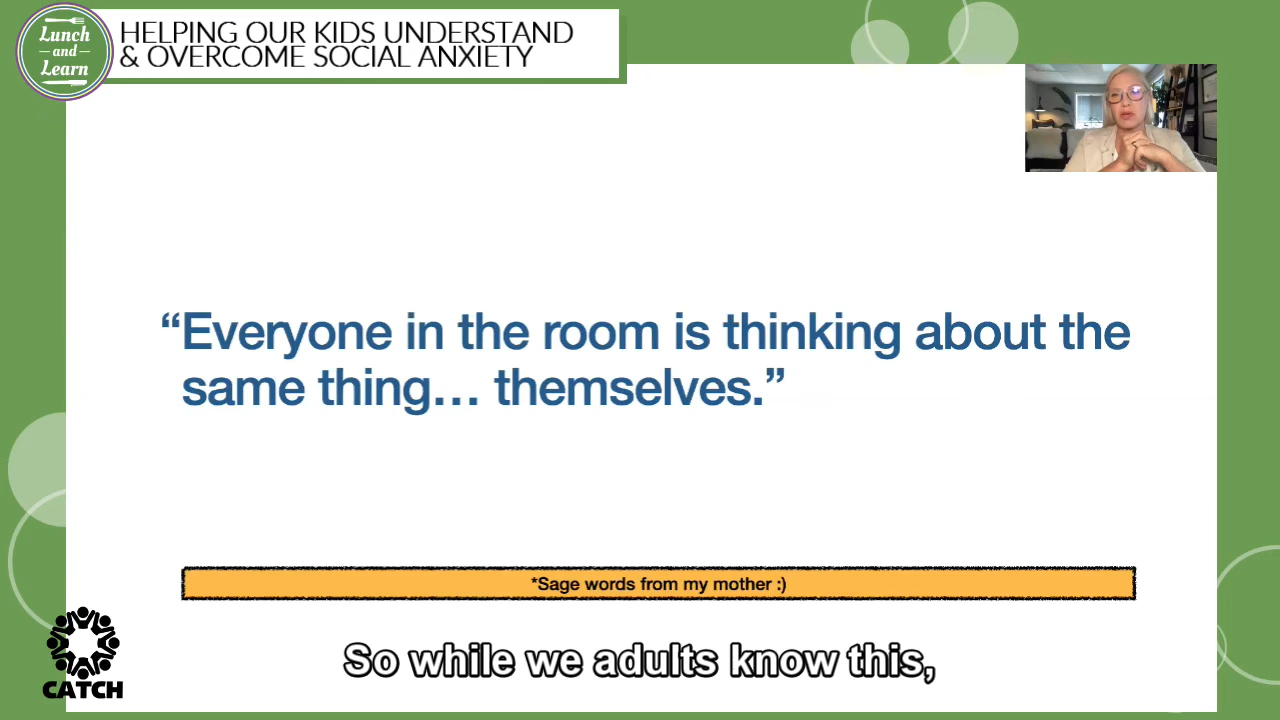 Lunch
and
Learn
HELPING OUR KIDS UNDERSTAND
& OVERCOME SOCIAL ANXIETY
“Everyone in the room is thinking about the
same thing… themselves.”
*Sage words from my mother :)
So while we adults know this,
CATCH